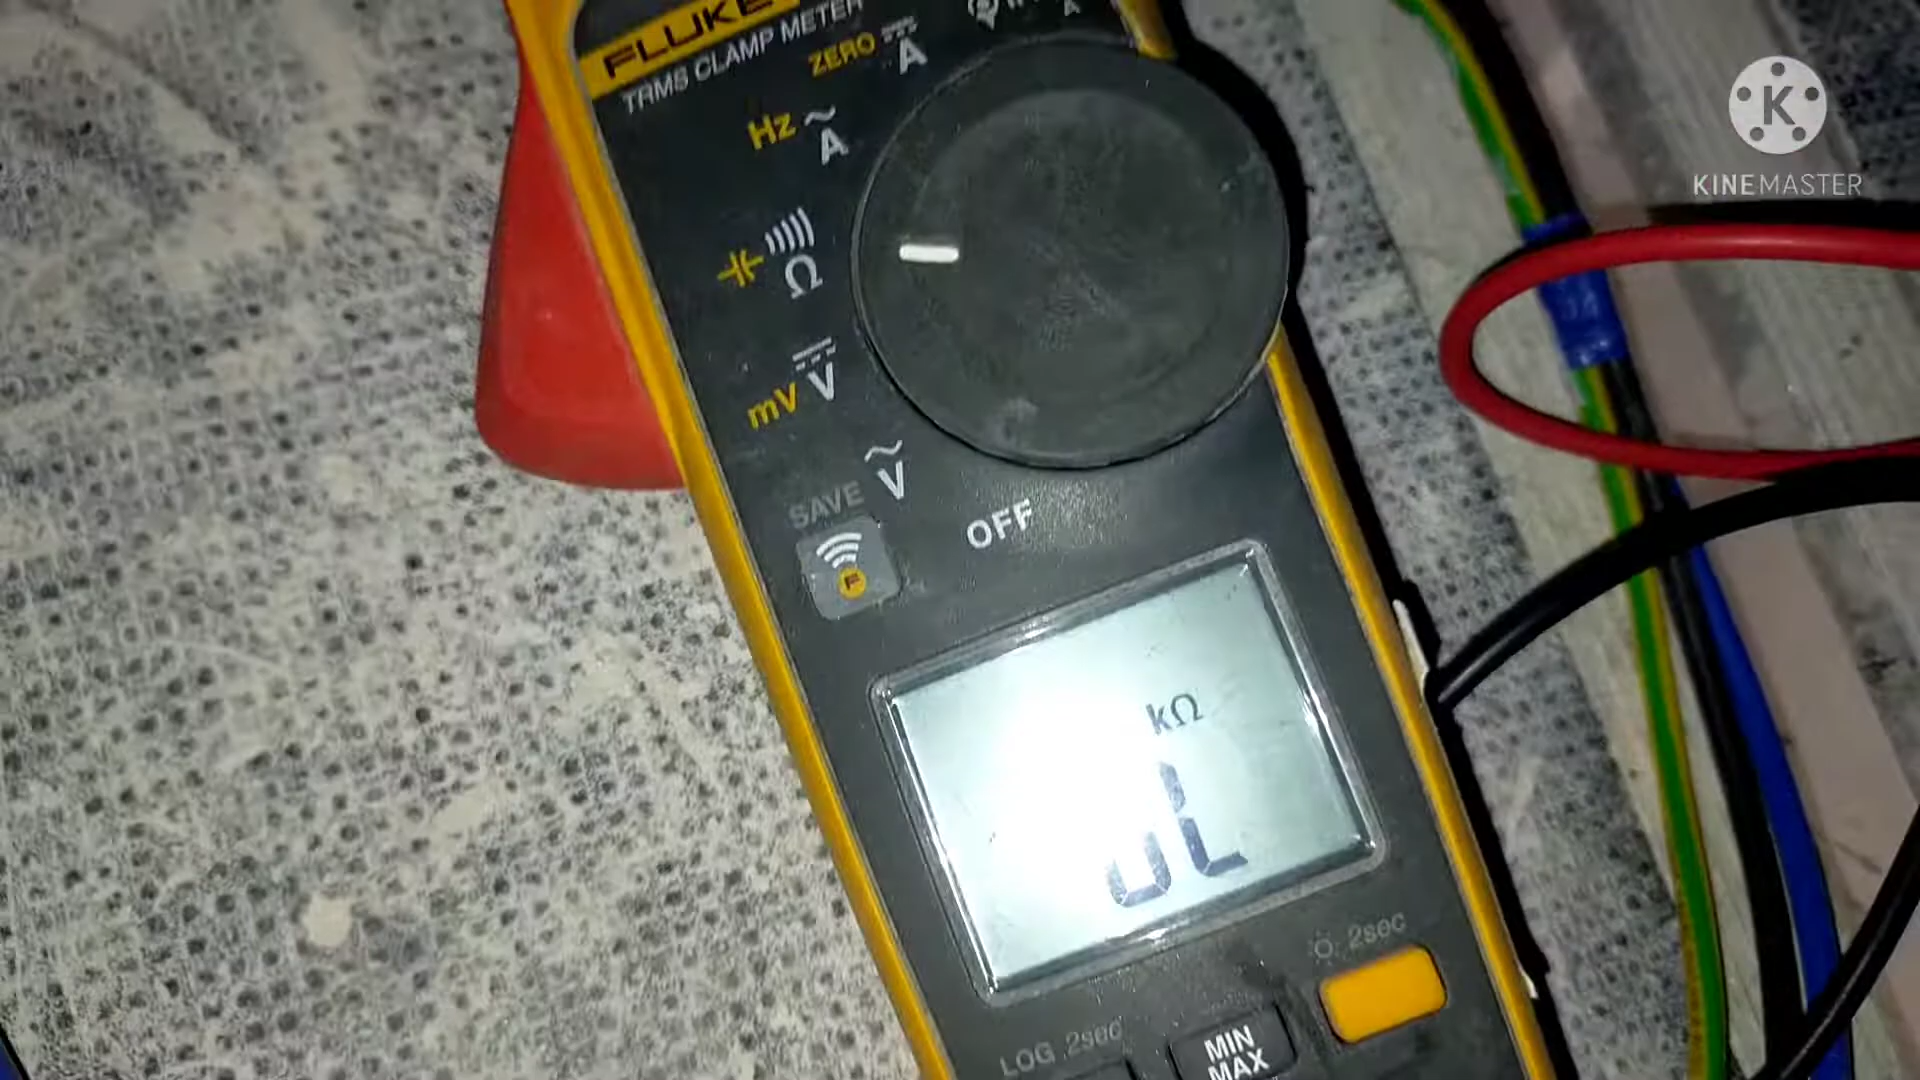 FLUKE
TRMS CLAMP METER
ZERO A
Hz A
Ω
mV V
SAVE V
OFF
F
kΩ
OL
2sec
LOG 2sec
MIN
MAX
K
KINEMASTER